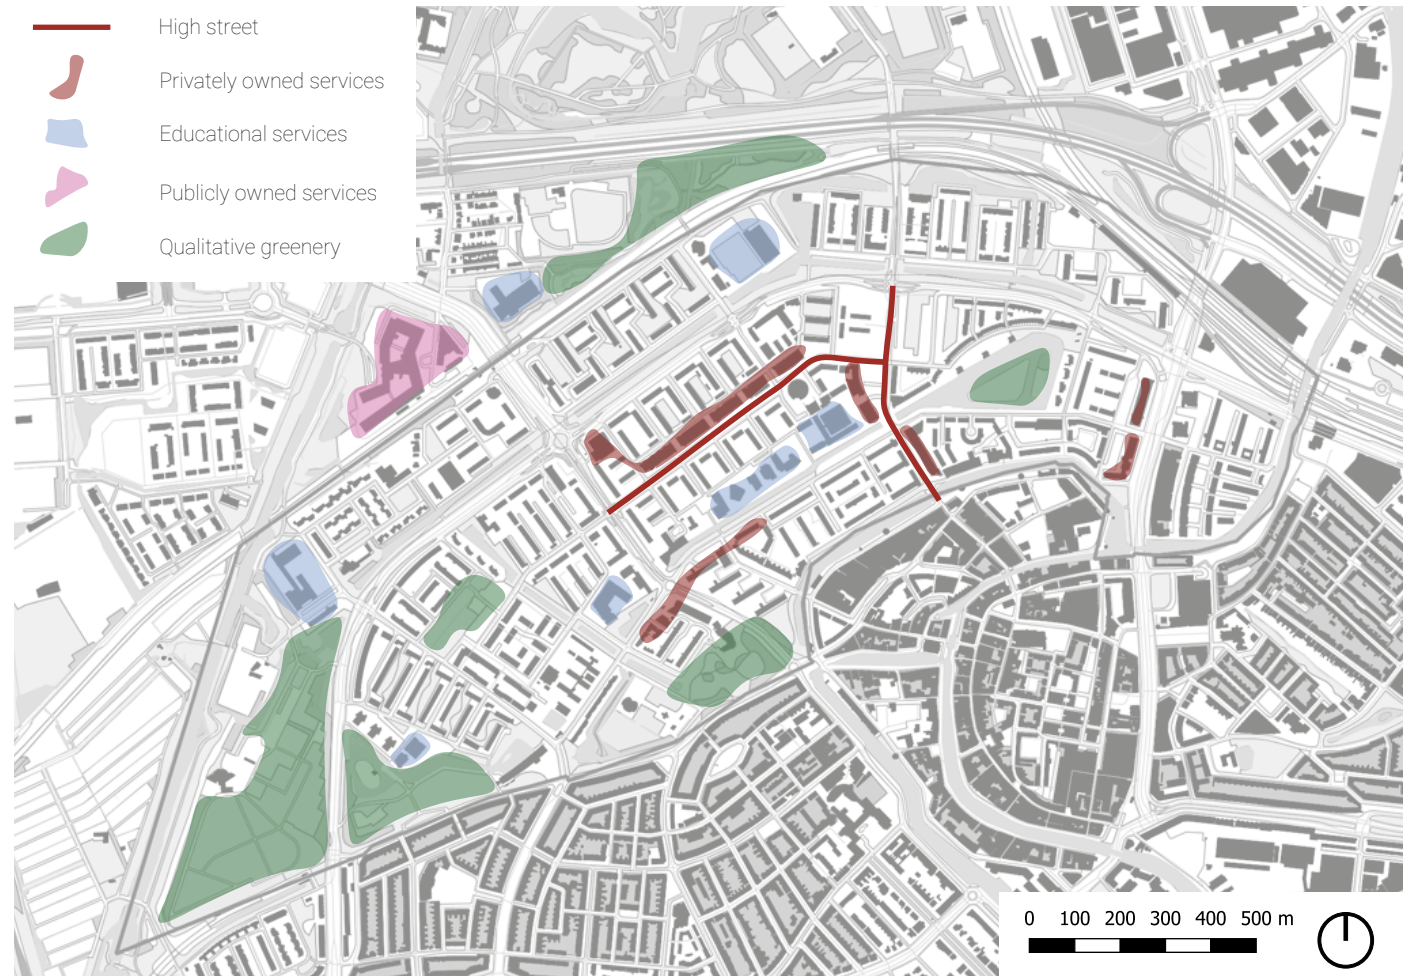 High street
Privately owned services
Educational services
Publicly owned services
Qualitative greenery
0 100 200 300 400 500 m